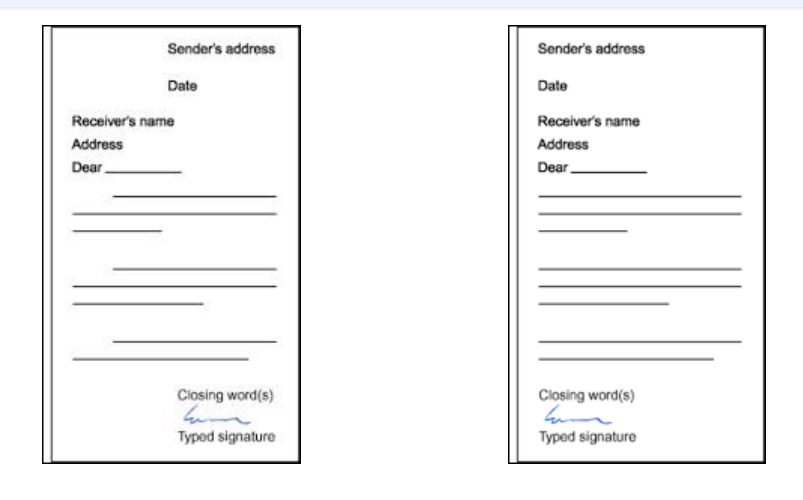 Sender's address
Date
Receiver's name
Address
Dear
Closing word(s)
Typed signature
Sender's address
Date
Receiver's name
Address
Dear
Closing word(s)
Typed signature